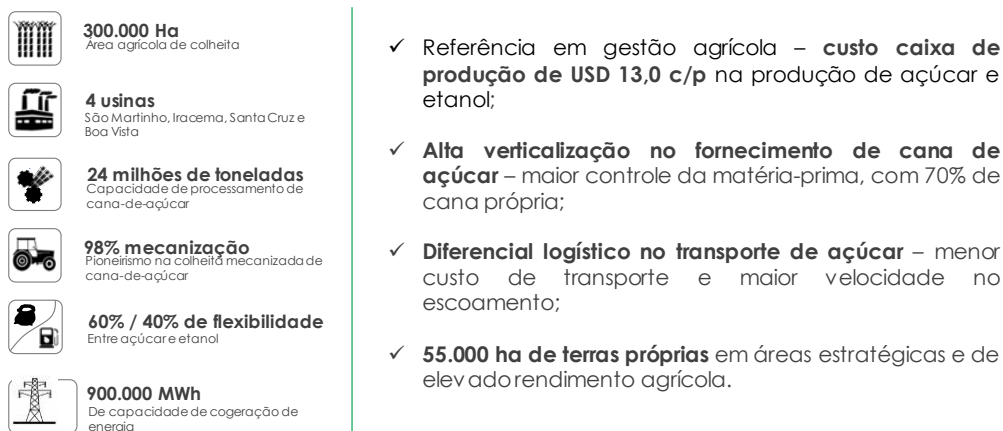 300.000 Ha
Área agrícola de colheita
4 usinas
São Martinho, Iracema, Santa Cruz e
Boa Vista
24 milhões de toneladas
Capacidade de processamento de
cana-de-açúcar
98% mecanização
Pioneirismo na colheita mecanizada de
cana-de-açúcar
60% / 40% de flexibilidade
Entre açúcar e etanol
900.000 MWh
De capacidade de cogeração de
energia
✓ Referência em gestão agrícola – custo caixa de
produção de USD 13,0 c/p na produção de açúcar e
etanol;
✓ Alta verticalização no fornecimento de cana de
açúcar – maior controle da matéria-prima, com 70% de
cana própria;
✓ Diferencial logístico no transporte de açúcar – menor
custo de transporte e maior velocidade no
escoamento;
✓ 55.000 ha de terras próprias em áreas estratégicas e de
elevado rendimento agrícola.